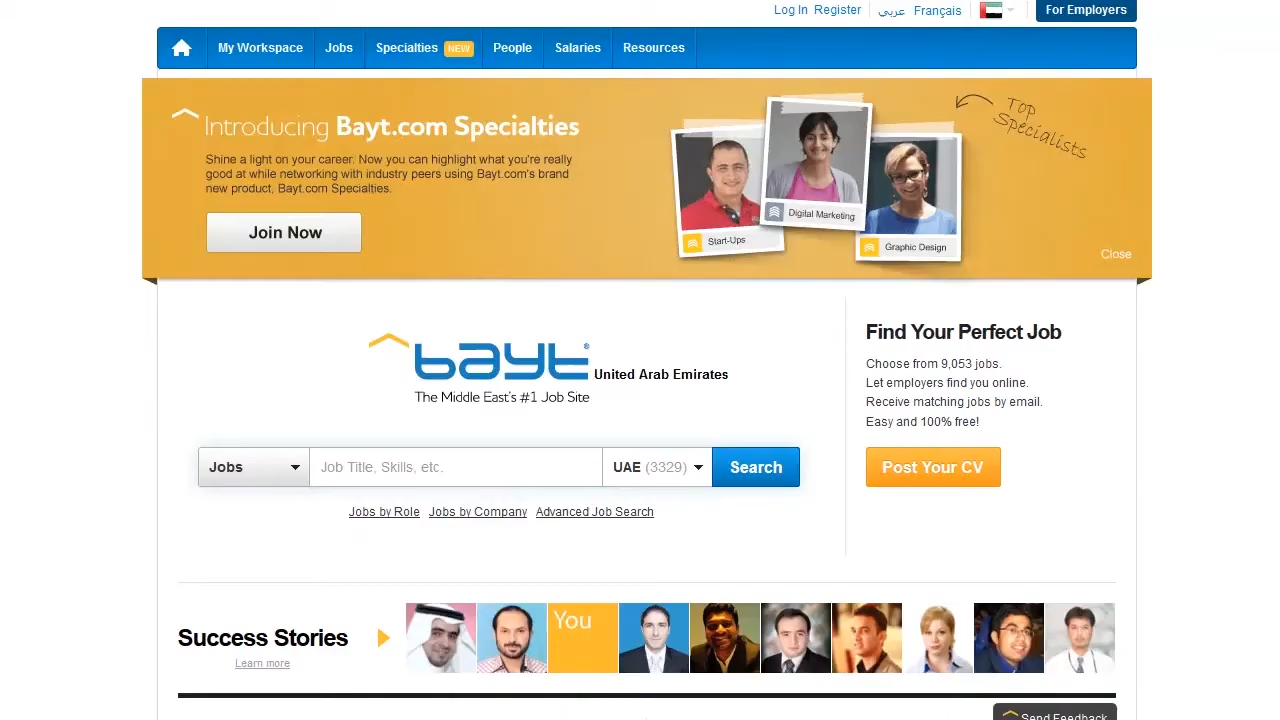 Log In Register عربي Français For Employers
My Workspace Jobs Specialties NEW People Salaries Resources
Introducing Bayt.com Specialties
Shine a light on your career. Now you can highlight what you're really
good at while networking with industry peers using Bayt.com's brand
new product, Bayt.com Specialties.
Join Now
Top
Specialists
Start-Ups
Digital Marketing
Graphic Design
Close
bayt®
United Arab Emirates
The Middle East's #1 Job Site
Jobs Job Title, Skills, etc. UAE (3329) Search
Jobs by Role Jobs by Company Advanced Job Search
Find Your Perfect Job
Choose from 9,053 jobs.
Let employers find you online.
Receive matching jobs by email.
Easy and 100% free!
Post Your CV
Success Stories
Learn more
You
Send Feedback